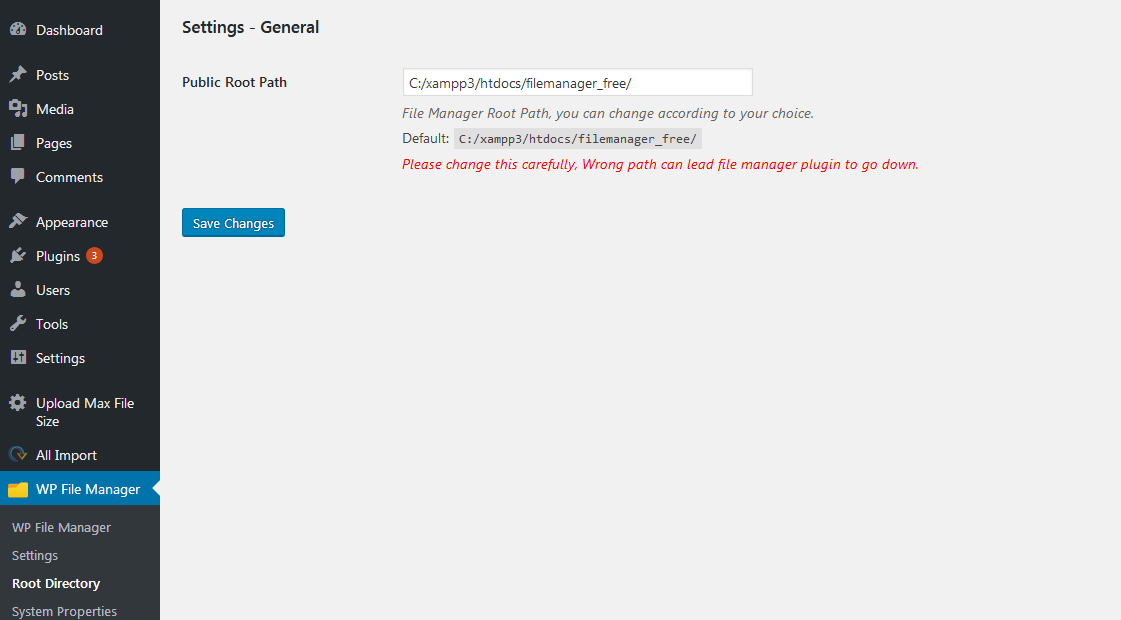 Dashboard
Posts
Media
Pages
Comments
Appearance
Plugins 3
Users
Tools
Settings
Upload Max File
Size
All Import
WP File Manager
WP File Manager
Settings
Root Directory
System Properties
Settings - General
Public Root Path
C:/xampp3/htdocs/filemanager_free/
File Manager Root Path, you can change according to your choice.
Default: C:/xampp3/htdocs/filemanager_free/
Please change this carefully, Wrong path can lead file manager plugin to go down.
Save Changes